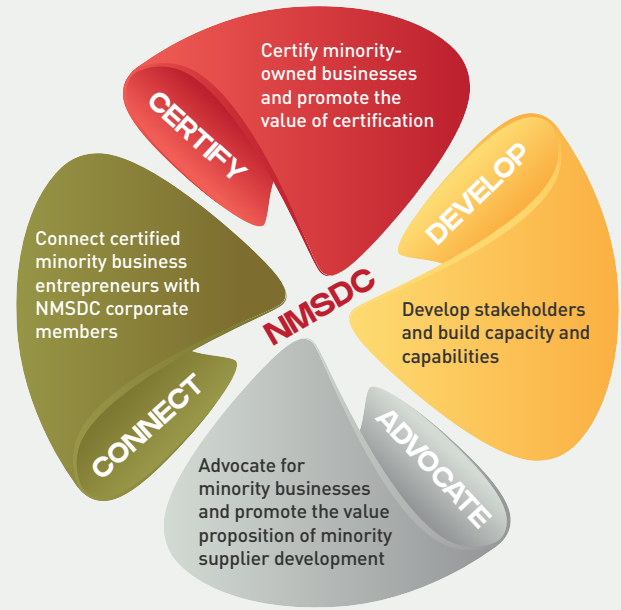 CERTIFY
Certify minority-
owned businesses
and promote the
value of certification
DEVELOP
Develop stakeholders
and build capacity and
capabilities
ADVOCATE
Advocate for
minority businesses
and promote the value
proposition of minority
supplier development
CONNECT
Connect certified
minority business
entrepreneurs with
NMSDC corporate
members
NMSDC